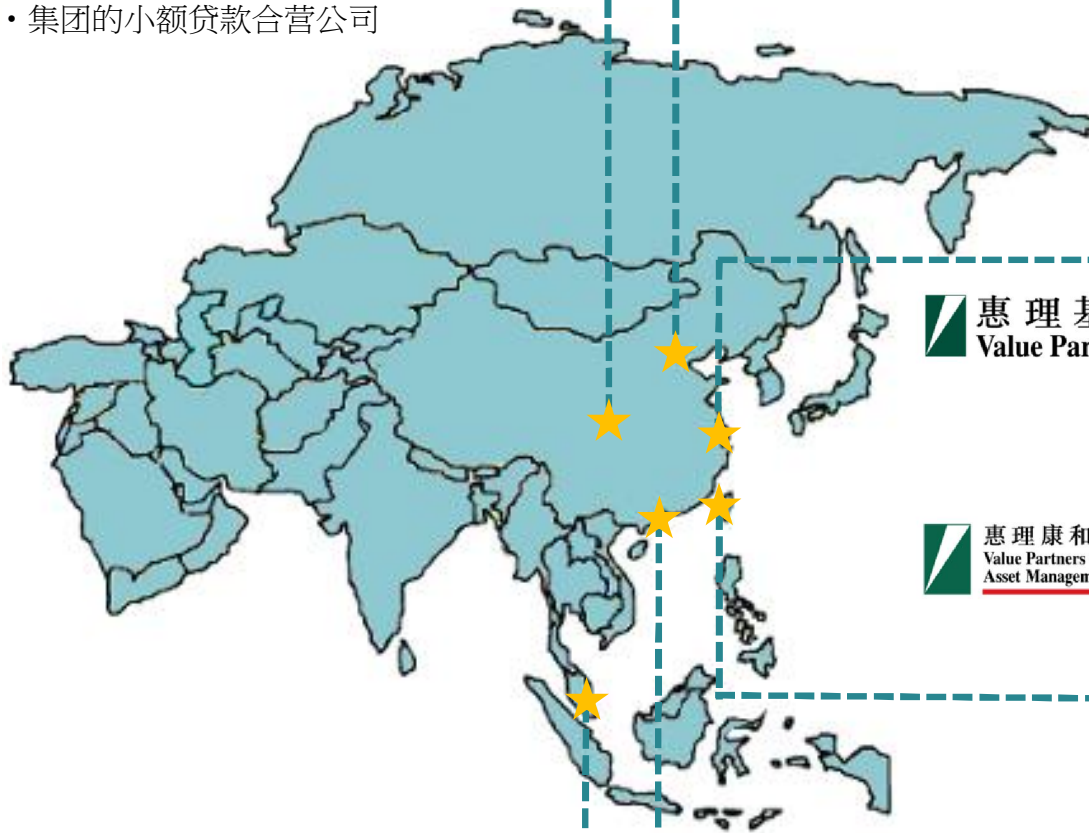 • 集团的小额贷款合营公司
惠理基
Value Par
惠理康和
Value Partners
Asset Managem